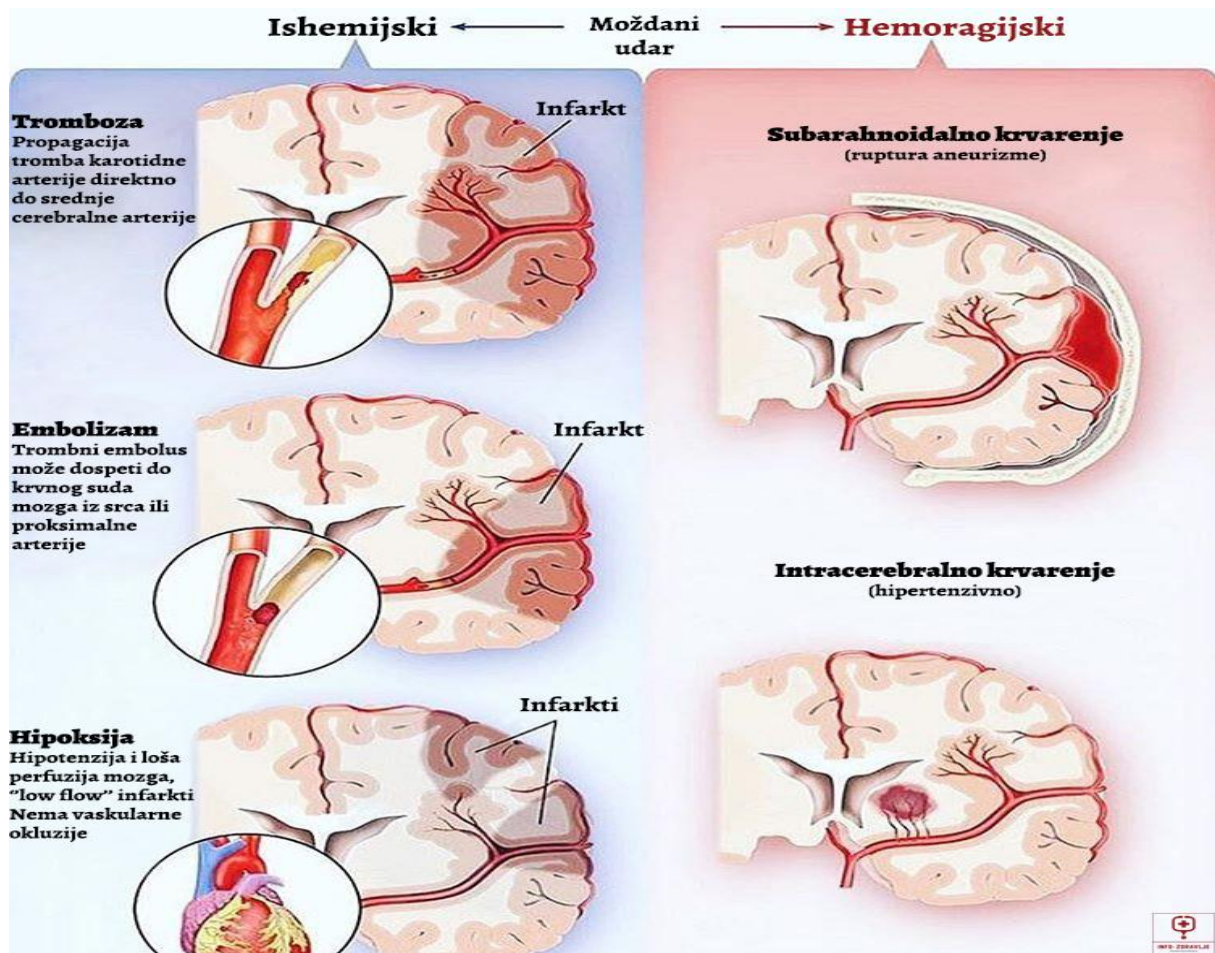 Ishemijski
Moždani
udar
Hemoragijski
Tromboza
Propagacija
tromba karotidne
arterije direktno
do srednje
cerebralne arterije
Infarkt
Embolizam
Trombni embolus
može dospeti do
krvnog suda
mozga iz srca ili
proksimalne
arterije
Infarkt
Hipoksija
Hipotenzija i loša
perfuzija mozga,
“low flow” infarkti
Nema vaskularne
okluzije
Infarkti
Subarahnoidalno krvarenje
(ruptura aneurizme)
Intracerebralno krvarenje
(hipertenzivno)
INFO-ZDRAVLJE